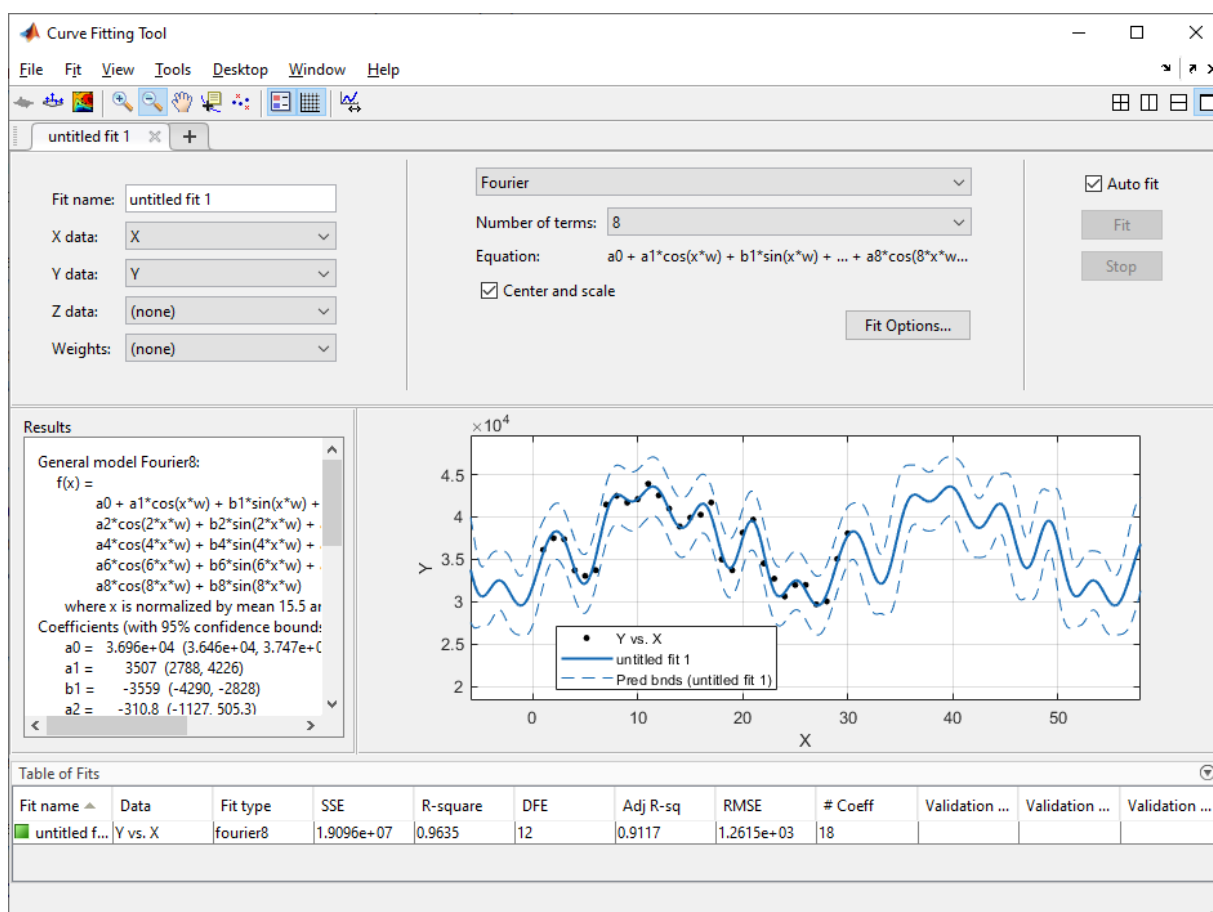 Curve Fitting Tool
File Fit View Tools Desktop Window Help
untitled fit 1
Fit name: untitled fit 1
X data: X
Y data: Y
Z data: (none)
Weights: (none)
Fourier
Number of terms: 8
Equation: a0 + a1*cos(x*w) + b1*sin(x*w) + ... + a8*cos(8*x*w...
Center and scale
Fit Options...
Auto fit
Fit
Stop
Results
General model Fourier8:
f(x) =
a0 + a1*cos(x*w) + b1*sin(x*w) +
a2*cos(2*x*w) + b2*sin(2*x*w) +
a4*cos(4*x*w) + b4*sin(4*x*w) +
a6*cos(6*x*w) + b6*sin(6*x*w) +
a8*cos(8*x*w) + b8*sin(8*x*w)
where x is normalized by mean 15.5
Coefficients (with 95% confidence bounds
a0 = 3.696e+04 (3.646e+04, 3.747e+0
a1 = 3507 (2788, 4226)
b1 = -3559 (-4290, -2828)
a2 = -310.8 (-1127, 505.3)
×10^4
4.5
4
3.5
3
2.5
2
Y
0 10 20 30 40 50
X
Y vs. X
untitled fit 1
Pred bnds (untitled fit 1)
Table of Fits
Fit name Data Fit type SSE R-square DFE Adj R-sq RMSE # Coeff Validation ... Validation ... Validation ...
untitled f... Y vs. X fourier8 1.9096e+07 0.9635 12 0.9117 1.2615e+03 18